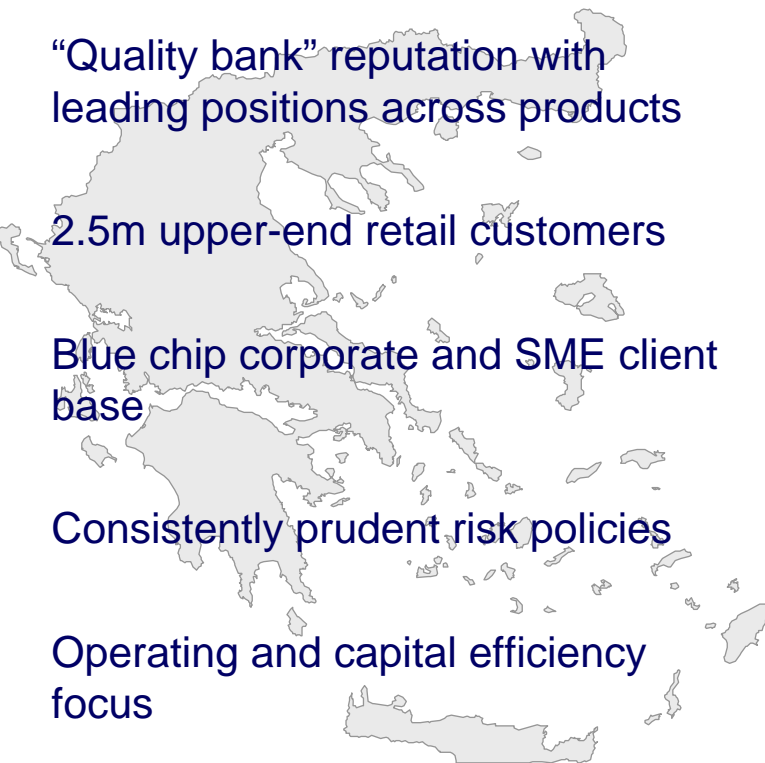 “Quality bank” reputation with
leading positions across products
2.5m upper-end retail customers
Blue chip corporate and SME client
base
Consistently prudent risk policies
Operating and capital efficiency
focus